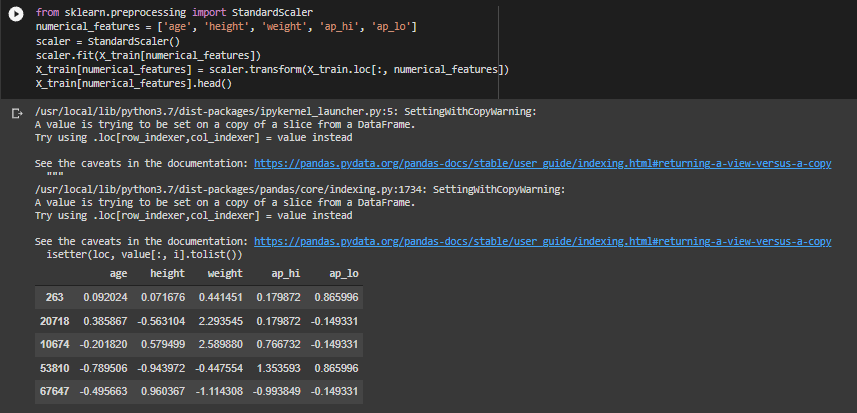 from sklearn.preprocessing import StandardScaler
numerical_features = ['age', 'height', 'weight', 'ap_hi', 'ap_lo']
scaler = StandardScaler()
scaler.fit(X_train[numerical_features])
X_train[numerical_features] = scaler.transform(X_train.loc[:, numerical_features])
X_train[numerical_features].head()
/usr/local/lib/python3.7/dist-packages/ipykernel_launcher.py:5: SettingWithCopyWarning:
A value is trying to be set on a copy of a slice from a DataFrame.
Try using .loc[row_indexer,col_indexer] = value instead
See the caveats in the documentation: https://pandas.pydata.org/pandas-docs/stable/user_guide/indexing.html#returning-a-view-versus-a-copy
"""
/usr/local/lib/python3.7/dist-packages/pandas/core/indexing.py:1734: SettingWithCopyWarning:
A value is trying to be set on a copy of a slice from a DataFrame.
Try using .loc[row_indexer,col_indexer] = value instead
See the caveats in the documentation: https://pandas.pydata.org/pandas-docs/stable/user_guide/indexing.html#returning-a-view-versus-a-copy
isetter(loc, value[:, i].tolist())
age height weight ap_hi ap_lo
263 0.092024 0.071676 0.441451 0.179872 0.865996
20718 0.385867 -0.563104 2.293545 0.179872 -0.149331
10674 -0.201820 0.579499 2.589880 0.766732 -0.149331
53810 -0.789506 -0.943972 -0.447554 1.353593 0.865996
67647 -0.495663 0.960367 -1.114308 -0.993849 -0.149331